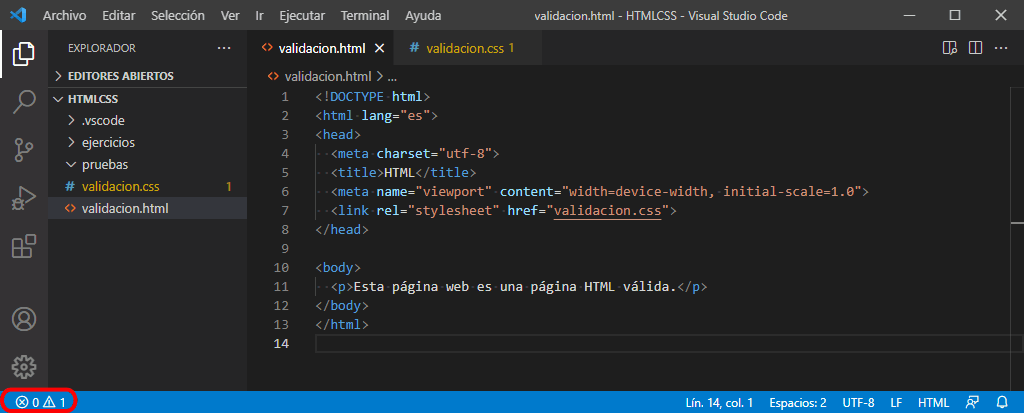 Archivo Editar Selección Ver Ir Ejecutar Terminal Ayuda validacion.html - HTMLCSS - Visual Studio Code
EXPLORADOR
EDITORES ABIERTOS
HTMLCSS
.vscode
ejercicios
pruebas
# validacion.css 1
<> validacion.html
<> validacion.html # validacion.css 1
<> validacion.html > ...
1 <!DOCTYPE·html>
2 <html·lang="es">
3 <head>
4 ··<meta·charset="utf-8">
5 ··<title>HTML</title>
6 ··<meta·name="viewport"·content="width=device-width,·initial-scale=1.0">
7 ··<link·rel="stylesheet"·href="validacion.css">
8 </head>
9
10 <body>
11 ··<p>Esta·página·web·es·una·página·HTML·válida.</p>
12 </body>
13 </html>
14
0 1 Lín. 14, col. 1 Espacios: 2 UTF-8 LF HTML